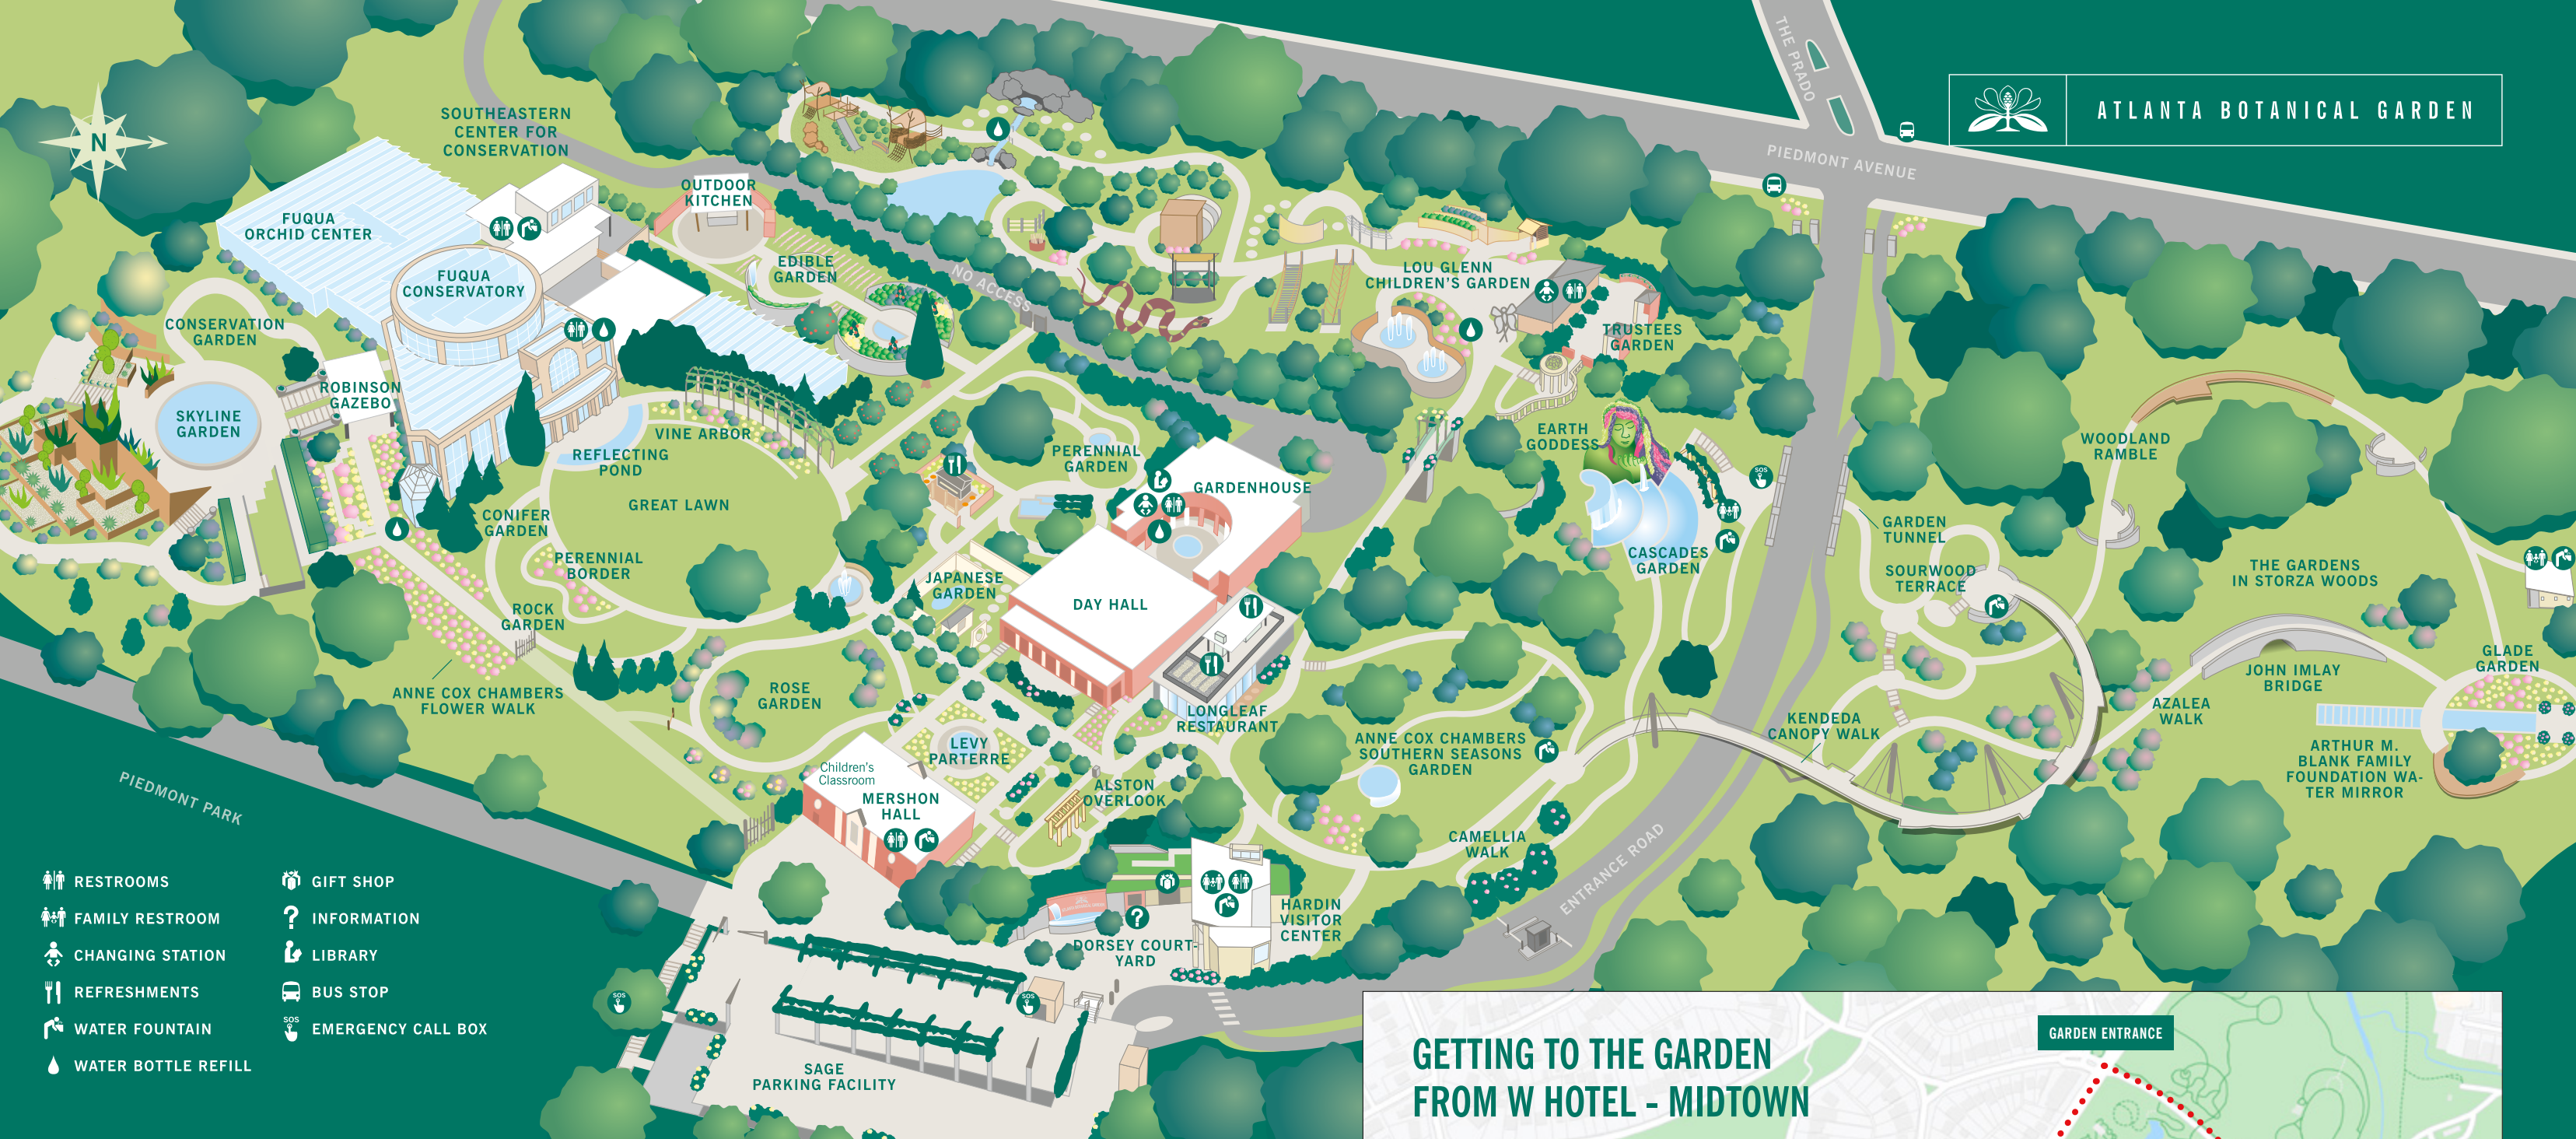 THE PRADO
ATLANTA BOTANICAL GARDEN
PIEDMONT AVENUE
N
SOUTHEASTERN
CENTER FOR
CONSERVATION
OUTDOOR
KITCHEN
FUQUA
ORCHID CENTER
FUQUA
CONSERVATORY
EDIBLE
GARDEN
NO ACCESS
LOU GLENN
CHILDREN'S GARDEN
TRUSTEES
GARDEN
CONSERVATION
GARDEN
ROBINSON
GAZEBO
SKYLINE
GARDEN
VINE ARBOR
REFLECTING
POND
PERENNIAL
GARDEN
EARTH
GODDESS
WOODLAND
RAMBLE
GREAT LAWN
GARDENHOUSE
SOS
CONIFER
GARDEN
GARDEN
TUNNEL
PERENNIAL
BORDER
JAPANESE
GARDEN
CASCADES
GARDEN
SOURWOOD
TERRACE
THE GARDENS
IN STORZA WOODS
DAY HALL
ROCK
GARDEN
GLADE
GARDEN
JOHN IMLAY
BRIDGE
ANNE COX CHAMBERS
FLOWER WALK
ROSE
GARDEN
LONGLEAF
RESTAURANT
AZALEA
WALK
KENDEDA
CANOPY WALK
LEVY
PARTERRE
ANNE COX CHAMBERS
SOUTHERN SEASONS
GARDEN
ARTHUR M.
BLANK FAMILY
FOUNDATION WA-
TER MIRROR
Children's
Classroom
MERSHON
HALL
ALSTON
OVERLOOK
PIEDMONT PARK
CAMELLIA
WALK
ENTRANCE ROAD
HARDIN
VISITOR
CENTER
DORSEY COURT-
YARD
SOS
SOS
SAGE
PARKING FACILITY
RESTROOMS
FAMILY RESTROOM
CHANGING STATION
REFRESHMENTS
WATER FOUNTAIN
WATER BOTTLE REFILL
GIFT SHOP
? INFORMATION
LIBRARY
BUS STOP
SOS
EMERGENCY CALL BOX
GETTING TO THE GARDEN
FROM W HOTEL - MIDTOWN
GARDEN ENTRANCE